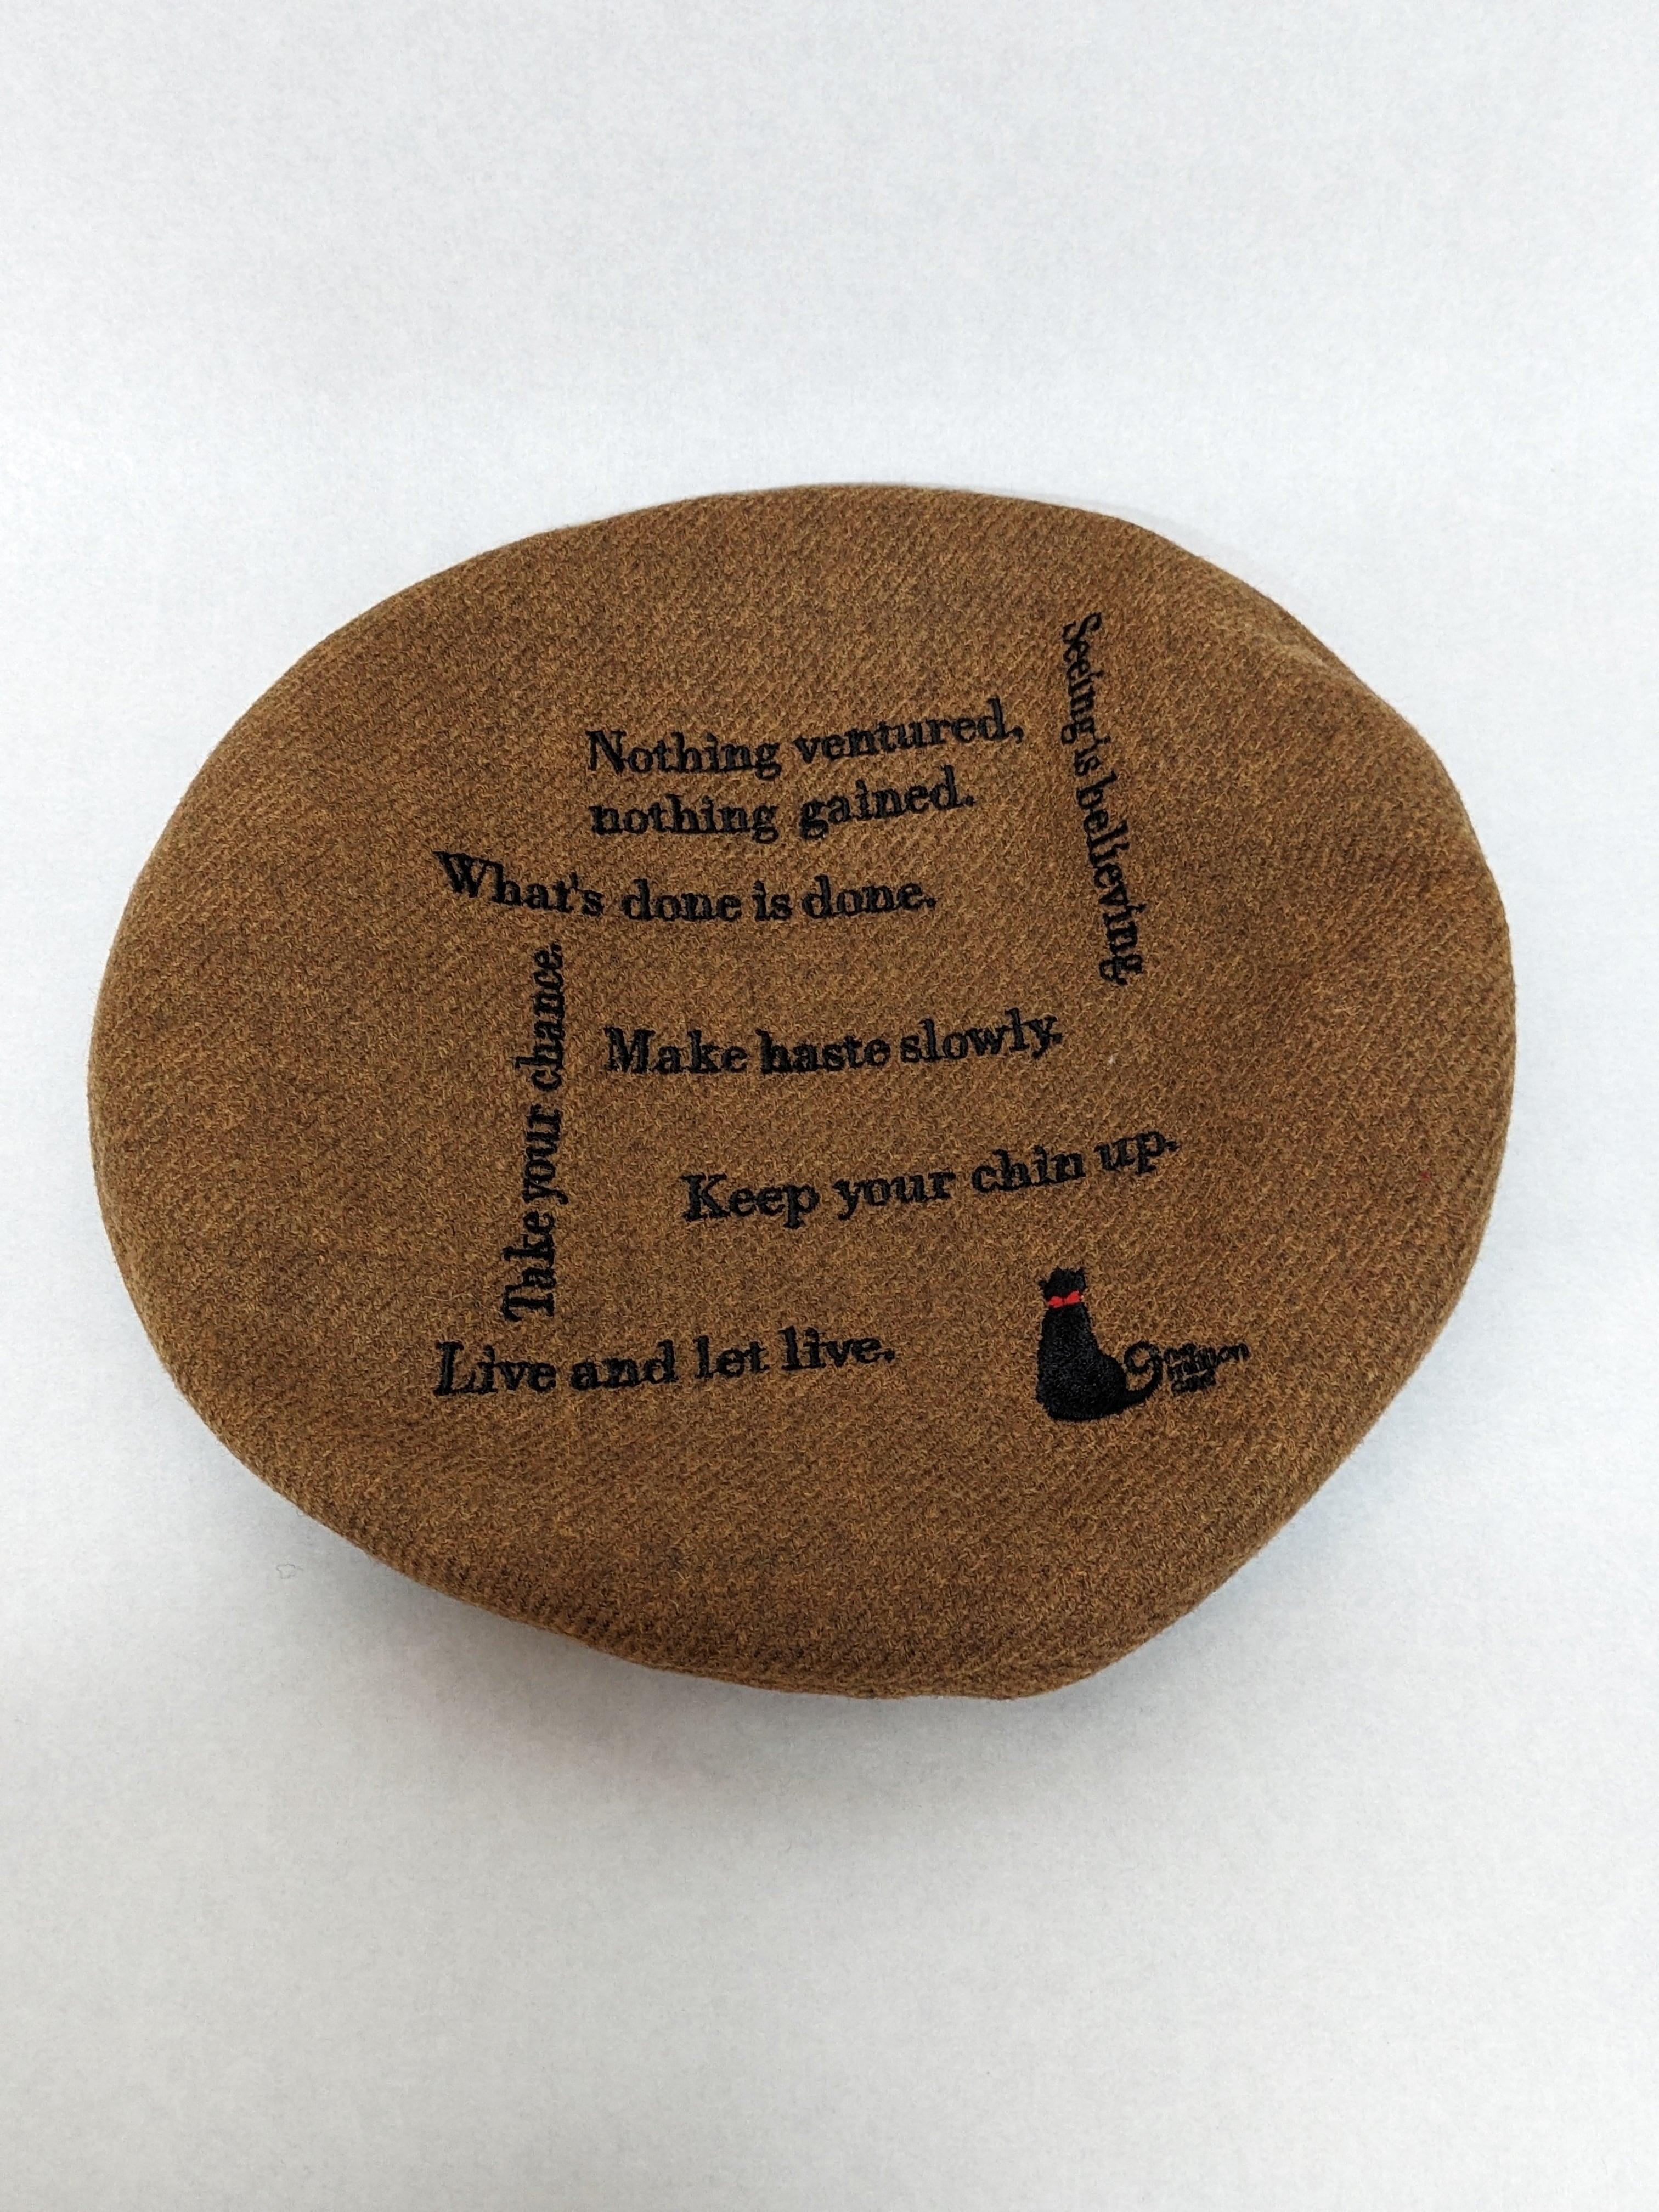 Nothing ventured,
nothing gained.
Seeing is believing
What's done is done.
Take your chance.
Make haste slowly.
Keep your chin up.
Live and let live.